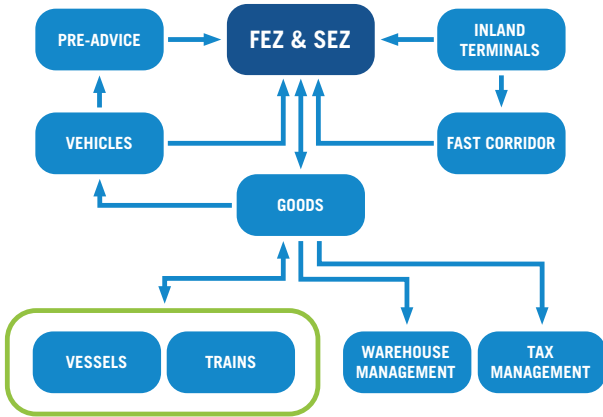 PRE-ADVICE
FEZ & SEZ
INLAND
TERMINALS
VEHICLES
FAST CORRIDOR
GOODS
VESSELS
TRAINS
WAREHOUSE
MANAGEMENT
TAX
MANAGEMENT